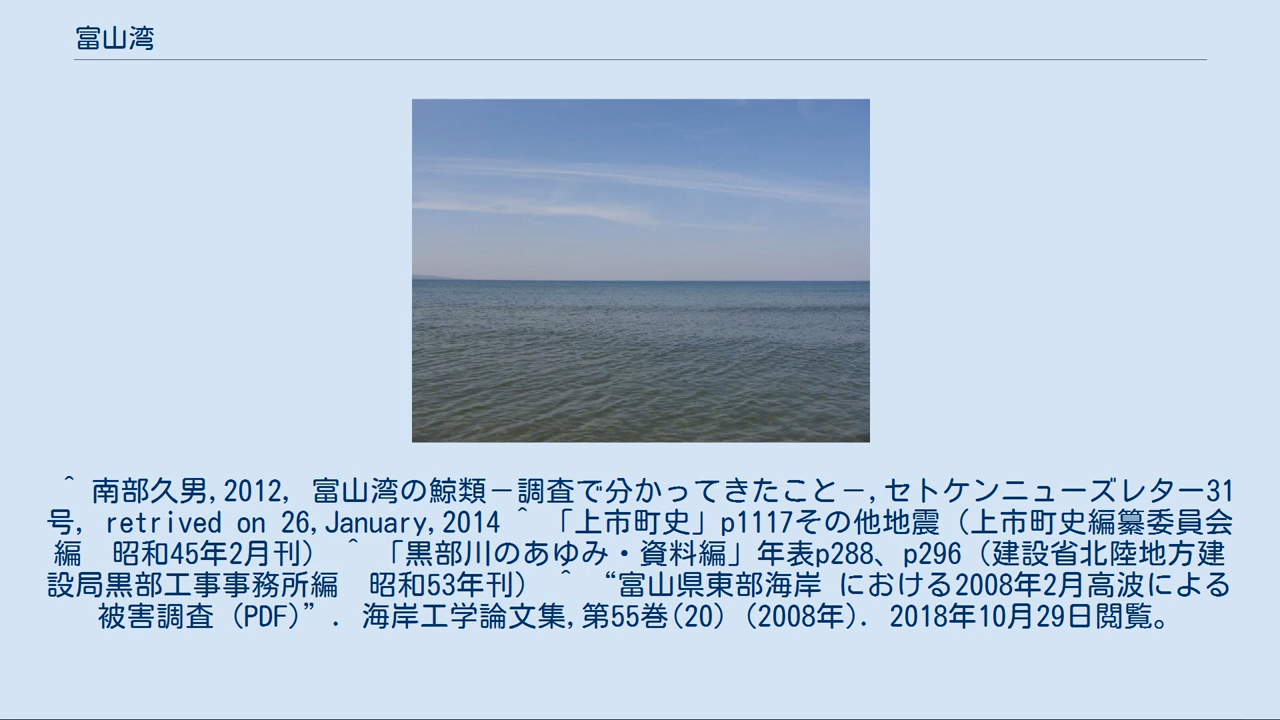 富山湾
^ 南部久男,2012, 富山湾の鯨類－調査で分かってきたこと－,セトケンニューズレター31
号, retrived on 26,January,2014 ^ 「上市町史」p1117その他地震（上市町史編纂委員会
編　昭和45年2月刊） ^ 「黒部川のあゆみ・資料編」年表p288、p296（建設省北陸地方建
設局黒部工事事務所編　昭和53年刊） ^ “富山県東部海岸 における2008年2月高波による
被害調査（PDF）”. 海岸工学論文集,第55巻(20) (2008年). 2018年10月29日閲覧。